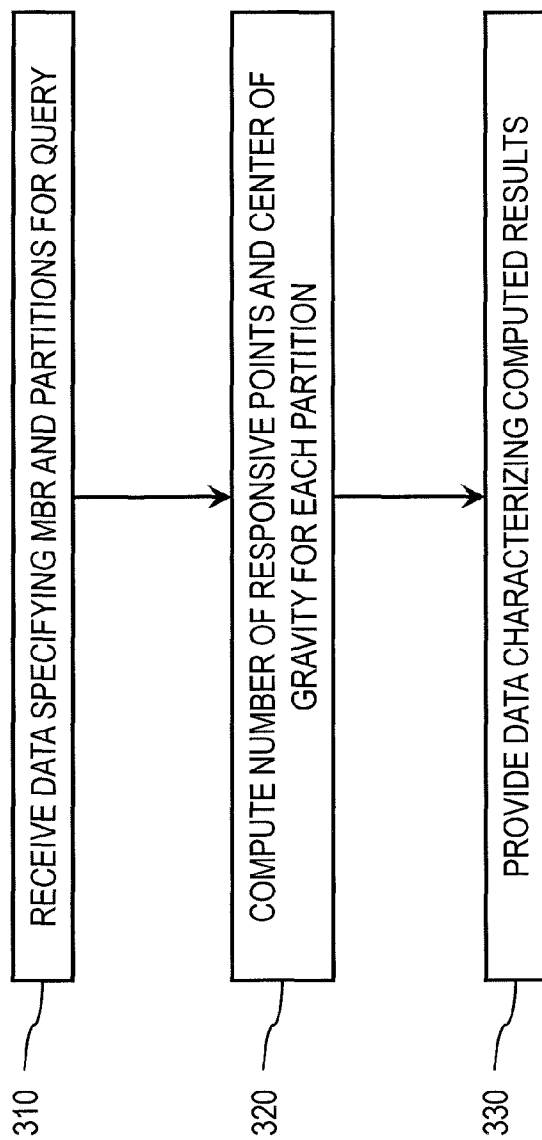 310
RECEIVE DATA SPECIFYING MBR AND PARTITIONS FOR QUERY
320
COMPUTE NUMBER OF RESPONSIVE POINTS AND CENTER OF
GRAVITY FOR EACH PARTITION
330
PROVIDE DATA CHARACTERIZING COMPUTED RESULTS